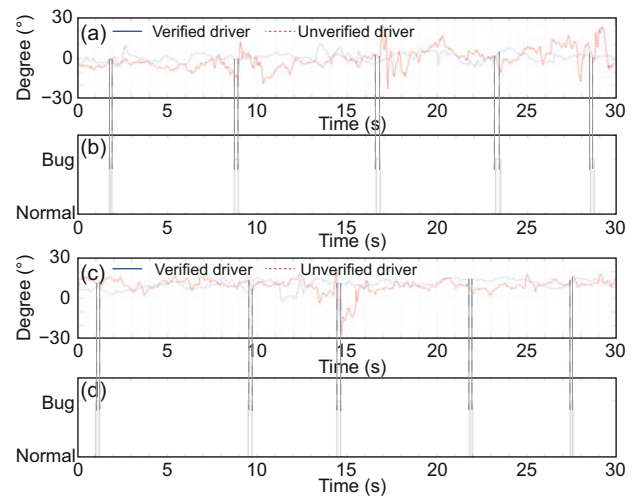 (a) Verified driver Unverified driver
30
0
−30
Degree (°)
0 5 10 15 20 25 30
Time (s)
(b)
Bug
Normal
0 5 10 15 20 25 30
Time (s)
(c) Verified driver Unverified driver
30
0
−30
Degree (°)
0 5 10 15 20 25 30
Time (s)
(d)
Bug
Normal
0 5 10 15 20 25 30
Time (s)